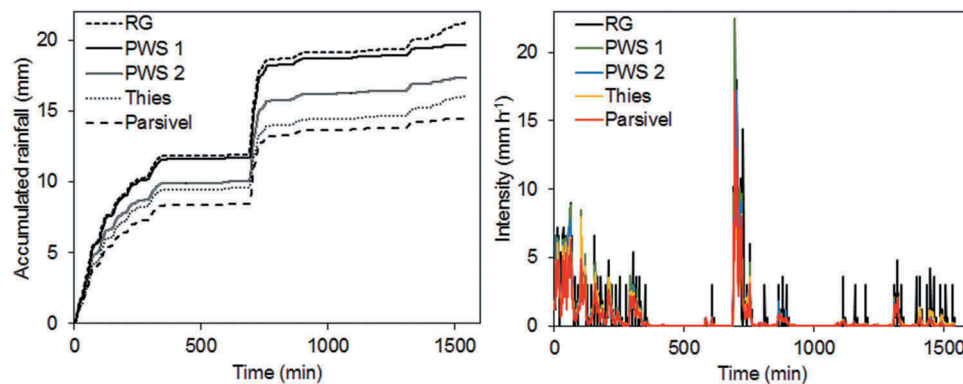 RG
PWS 1
PWS 2
Thies
Parsivel
20
15
10
5
0
Accumulated rainfall (mm)
0
500
1000
1500
Time (min)
RG
PWS 1
PWS 2
Thies
Parsivel
20
15
10
5
0
Intensity (mm h⁻¹)
0
500
1000
1500
Time (min)